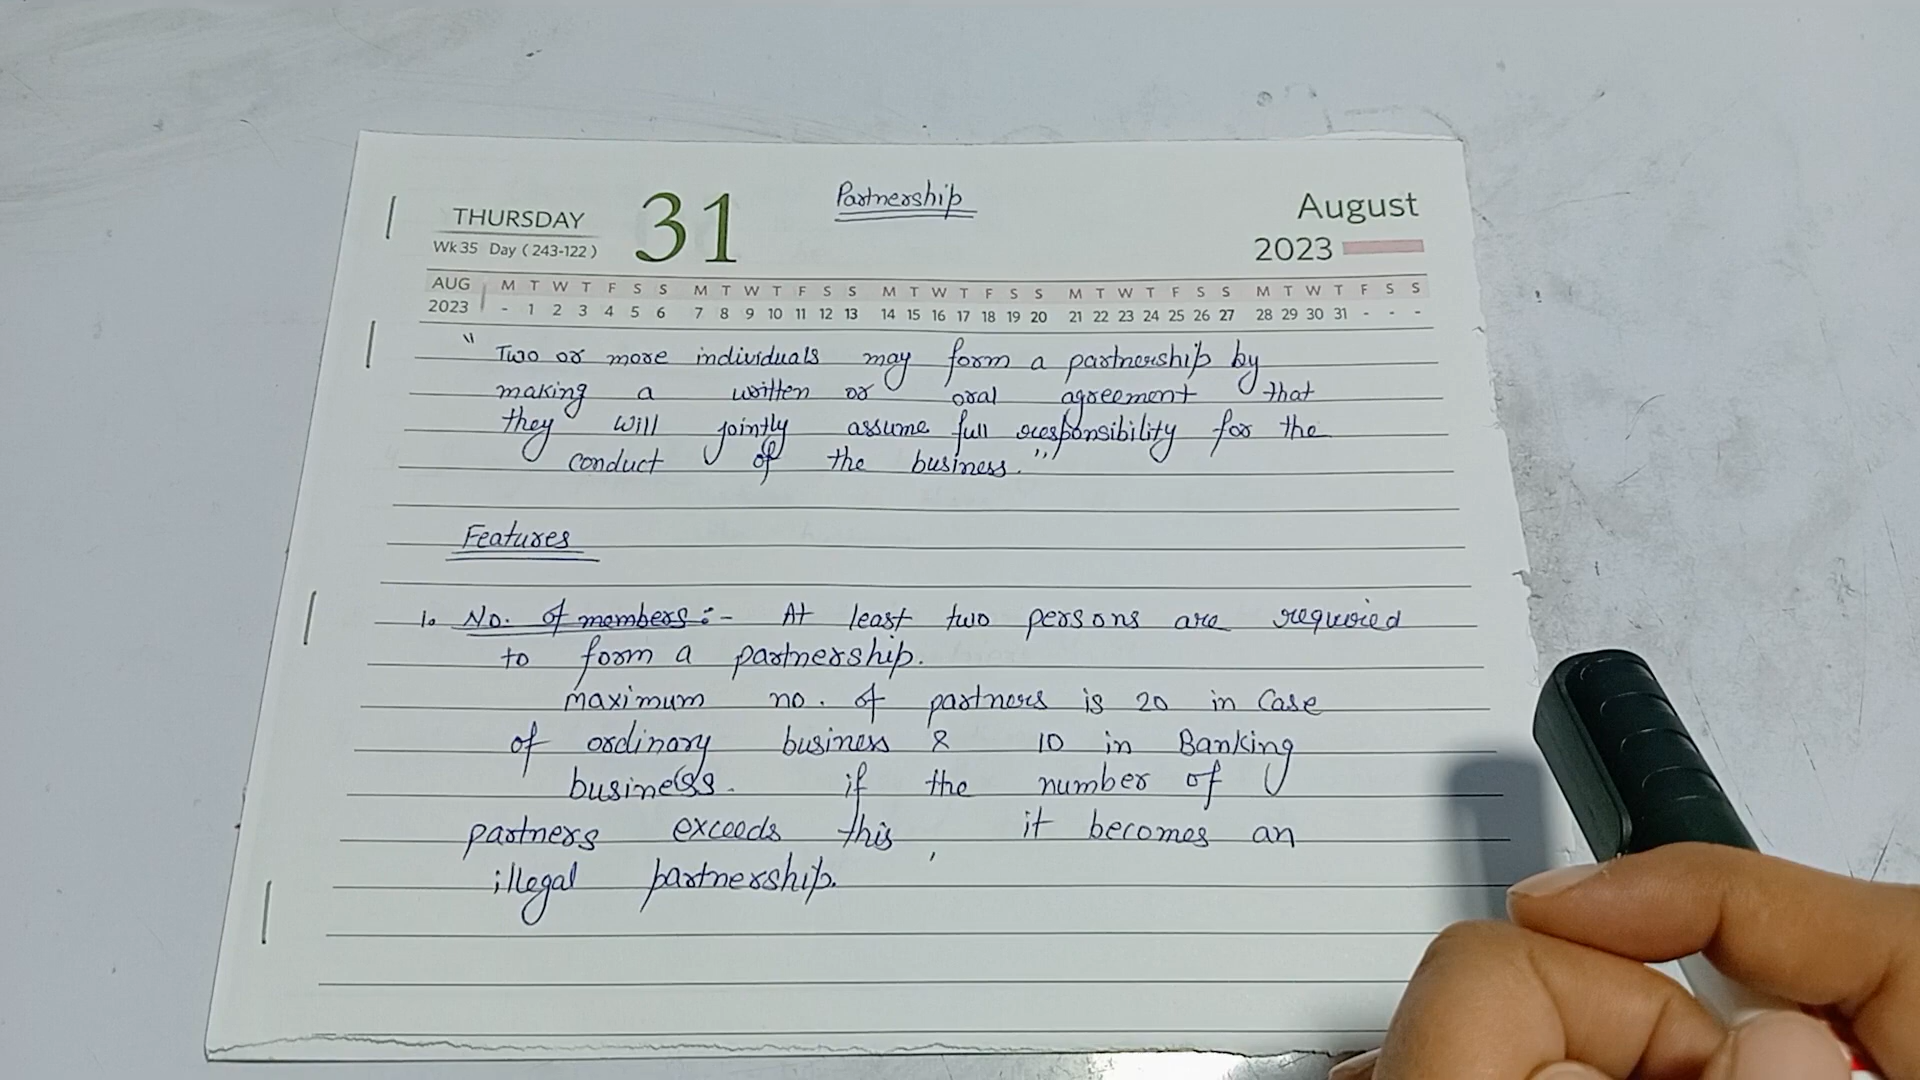 Partnership
THURSDAY 31 August
Wk 35 Day (243-122) 2023
AUG M T W T F S S M T W T F S S M T W T F S S M T W T F S S M T W T F S S
2023 - 1 2 3 4 5 6 7 8 9 10 11 12 13 14 15 16 17 18 19 20 21 22 23 24 25 26 27 28 29 30 31 - - -
" Two or more individuals may form a partnership by
making a written or oral agreement that
they will jointly assume full responsibility for the
conduct of the business."
Features
1. No. of members:- At least two persons are required
to form a partnership.
maximum no. of partners is 20 in Case
of ordinary business & 10 in Banking
business. if the number of
partners exceeds this, it becomes an
illegal partnership.